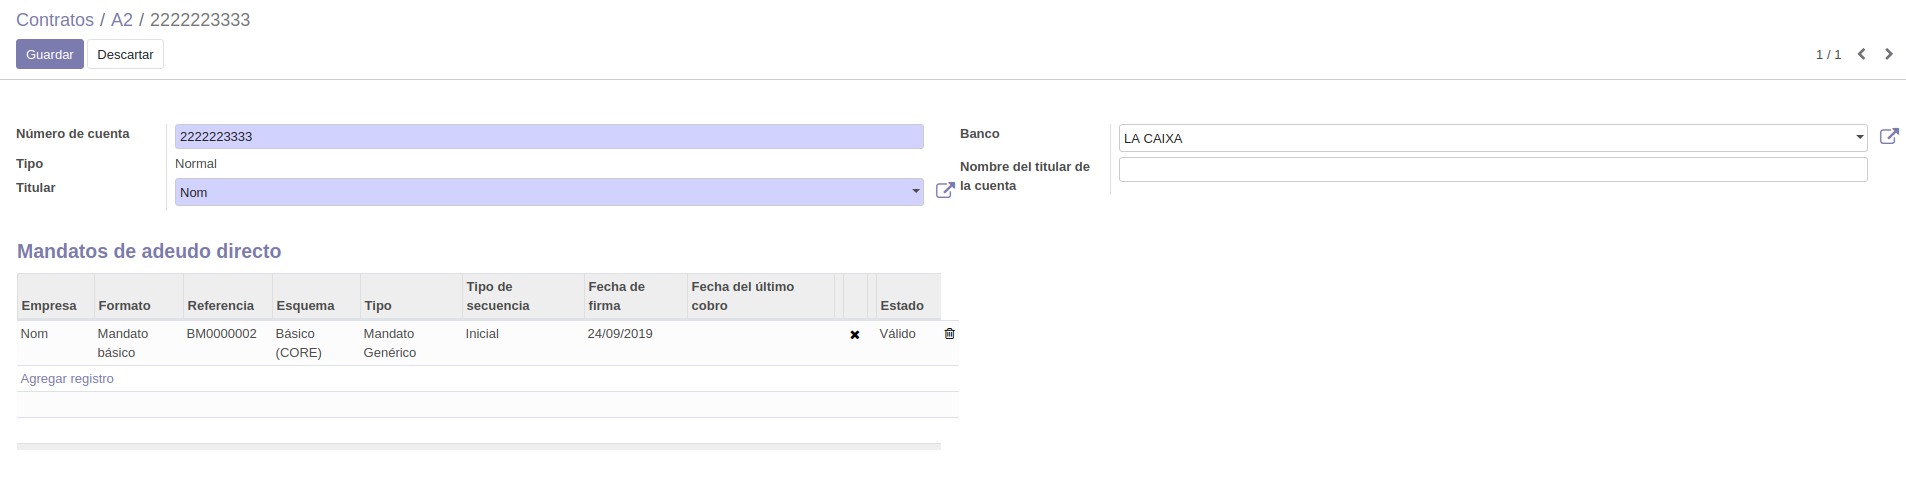 Contratos / A2 / 2222223333
Guardar Descartar
1 / 1
Número de cuenta 2222223333
Tipo Normal
Titular Nom
Banco LA CAIXA
Nombre del titular de
la cuenta
Mandatos de adeudo directo
Empresa Formato Referencia Esquema Tipo Tipo de secuencia Fecha de firma Fecha del último cobro Estado
Nom Mandato básico BM0000002 Básico (CORE) Mandato Genérico Inicial 24/09/2019 Válido
Agregar registro